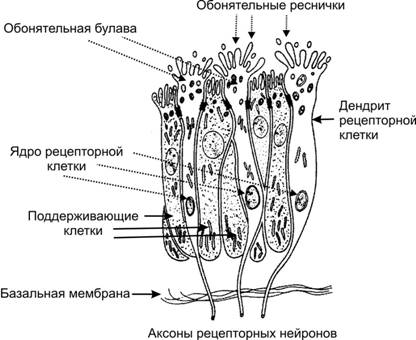 Обонятельные реснички
Обонятельная булава
Дендрит
рецепторной
клетки
Ядро рецепторной
клетки
Поддерживающие
клетки
Базальная мембрана
Аксоны рецепторных нейронов